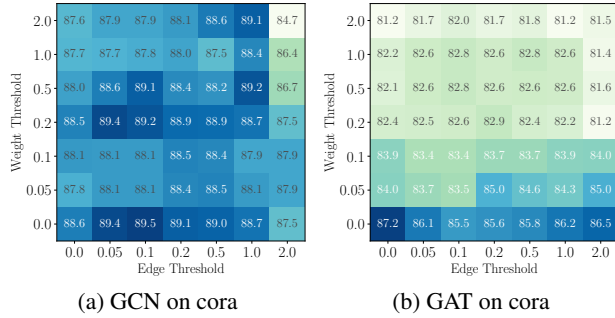 2.0 87.6 87.9 87.9 88.1 88.6 89.1 84.7
1.0 87.7 87.7 87.8 88.0 87.5 88.4 86.4
0.5 88.0 88.6 89.1 88.4 88.2 89.2 86.7
0.2 88.5 89.4 89.2 88.9 88.9 88.7 87.5
0.1 88.1 88.1 88.1 88.5 88.4 87.9 87.9
0.05 87.8 88.1 88.1 88.4 88.5 88.1 87.9
0.0 88.6 89.4 89.5 89.1 89.0 88.7 87.5
0.0 0.05 0.1 0.2 0.5 1.0 2.0
Weight Threshold
Edge Threshold
(a) GCN on cora
2.0 81.2 81.7 82.0 81.7 81.8 81.2 81.5
1.0 82.2 82.6 82.8 82.8 82.6 82.6 81.4
0.5 82.1 82.6 82.8 82.8 82.6 82.6 81.6
0.2 82.4 82.5 82.6 82.9 82.4 82.2 81.2
0.1 83.9 83.4 83.4 83.7 83.7 83.9 84.0
0.05 84.0 83.7 83.5 85.0 84.6 84.3 85.0
0.0 87.2 86.1 85.5 85.6 85.8 86.2 86.5
0.0 0.05 0.1 0.2 0.5 1.0 2.0
Weight Threshold
Edge Threshold
(b) GAT on cora